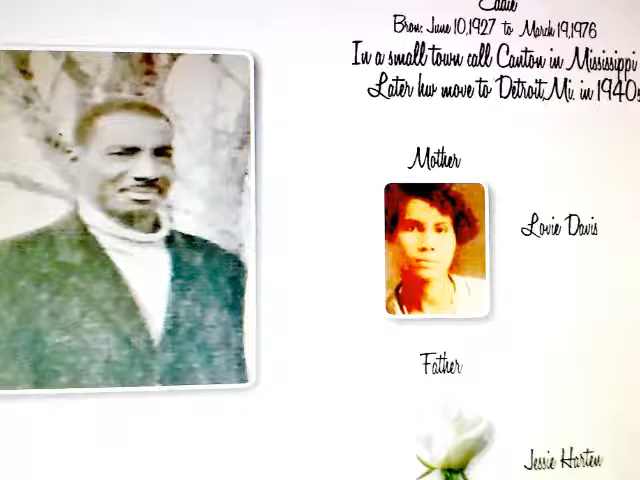 Eddie
Bron: June 10,1927 to March 19,1976
In a small town call Canton in Mississippi
Later hw move to Detroit,Mi. in 1940s
Mother
Lovie Davis
Father
Jessie Harten